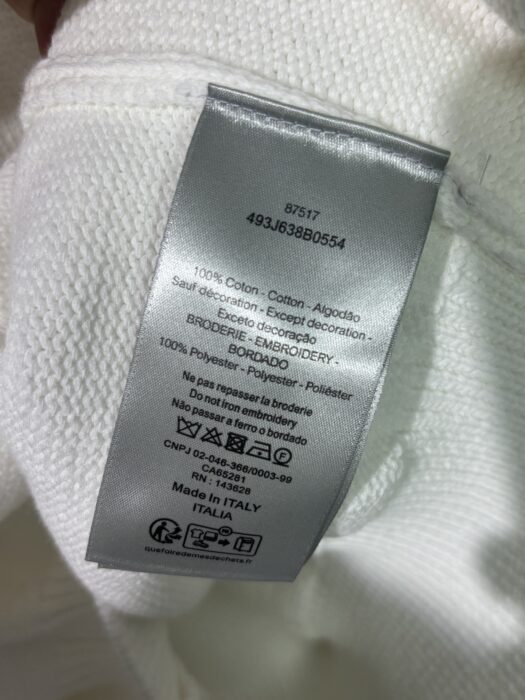 87517
493J638B0554
100% Coton - Cotton - Algodão
Sauf décoration - Except decoration -
Exceto decoração
BRODERIE - EMBROIDERY -
BORDADO
100% Polyester - Polyester - Poliéster
Ne pas repasser la broderie
Do not iron embroidery
Não passar a ferro o bordado
F
CNPJ 02-046-366/0003-99
CA65281
RN : 143628
Made In ITALY
ITALIA
quefairedemesdechets.fr